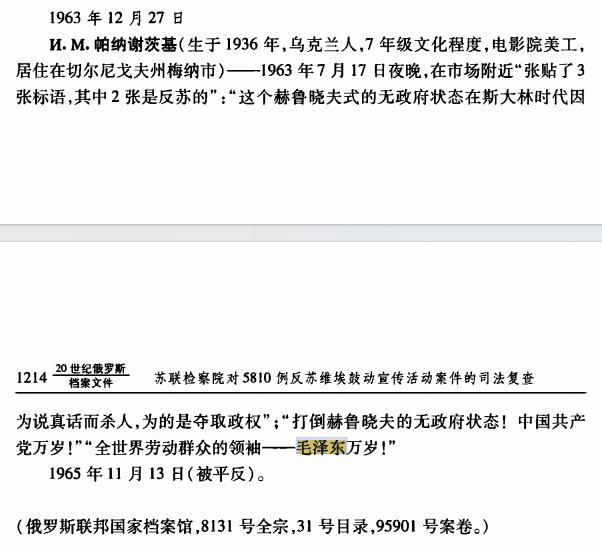 1963 年 12 月 27 日
И. М. 帕纳谢茨基(生于 1936 年,乌克兰人,7 年级文化程度,电影院美工,
居住在切尔尼戈夫州梅纳市)——1963 年 7 月 17 日夜晚,在市场附近“张贴了 3
张标语,其中 2 张是反苏的”:“这个赫鲁晓夫式的无政府状态在斯大林时代因
1214 20 世纪俄罗斯
档案文件 苏联检察院对 5810 例反苏维埃鼓动宣传活动案件的司法复查
为说真话而杀人,为的是夺取政权”;“打倒赫鲁晓夫的无政府状态! 中国共产
党万岁!”“全世界劳动群众的领袖——毛泽东万岁!”
1965 年 11 月 13 日(被平反)。
(俄罗斯联邦国家档案馆,8131 号全宗,31 号目录,95901 号案卷。)